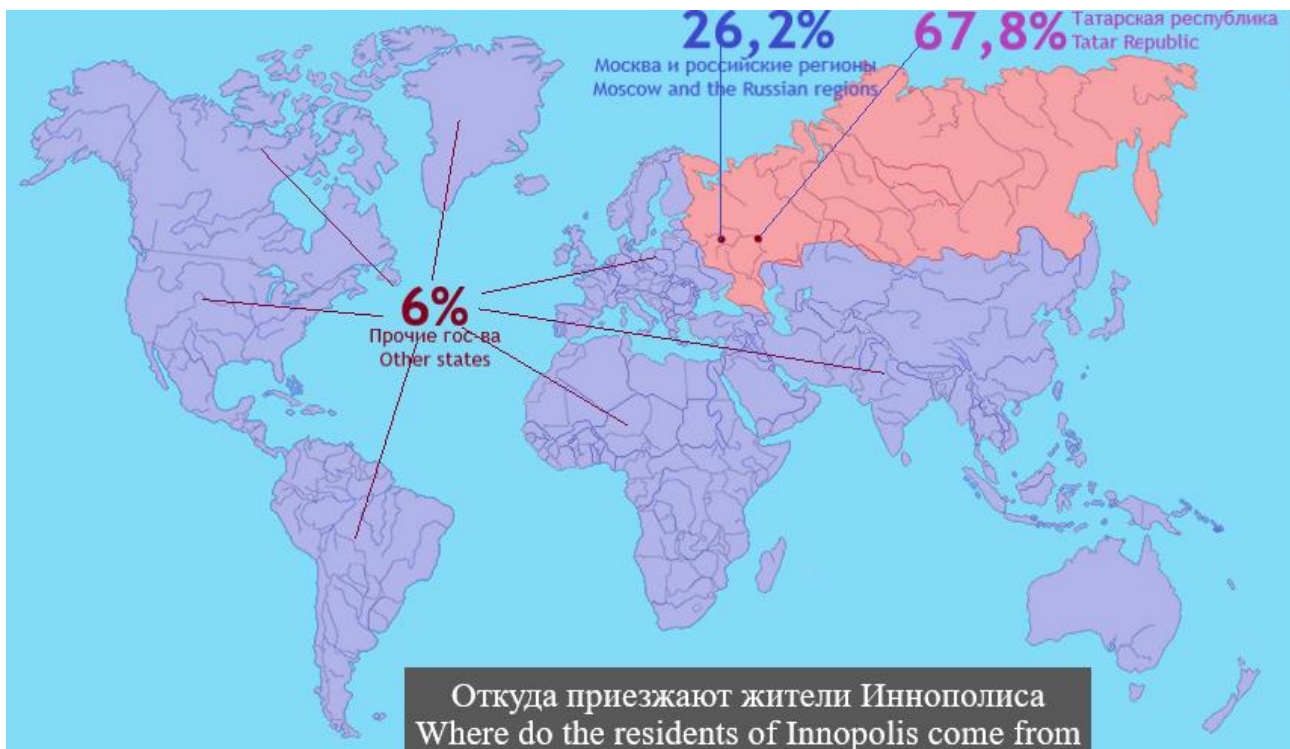 26,2%
Москва и российские регионы
Moscow and the Russian regions
67,8%
Татарская республика
Tatar Republic
6%
Прочие гос-ва
Other states
Откуда приезжают жители Иннополиса
Where do the residents of Innopolis come from